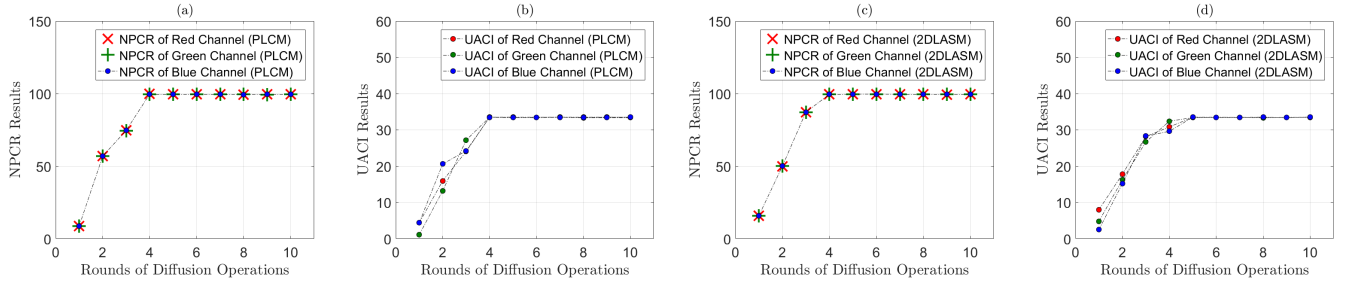 (a)
NPCR Results
150
100
50
0
NPCR of Red Channel (PLCM)
NPCR of Green Channel (PLCM)
NPCR of Blue Channel (PLCM)
0 2 4 6 8 10
Rounds of Diffusion Operations
(b)
UACI Results
60
50
40
30
20
10
0
UACI of Red Channel (PLCM)
UACI of Green Channel (PLCM)
UACI of Blue Channel (PLCM)
0 2 4 6 8 10
Rounds of Diffusion Operations
(c)
NPCR Results
150
100
50
0
NPCR of Red Channel (2DLASM)
NPCR of Green Channel (2DLASM)
NPCR of Blue Channel (2DLASM)
0 2 4 6 8 10
Rounds of Diffusion Operations
(d)
UACI Results
60
50
40
30
20
10
0
UACI of Red Channel (2DLASM)
UACI of Green Channel (2DLASM)
UACI of Blue Channel (2DLASM)
0 2 4 6 8 10
Rounds of Diffusion Operations